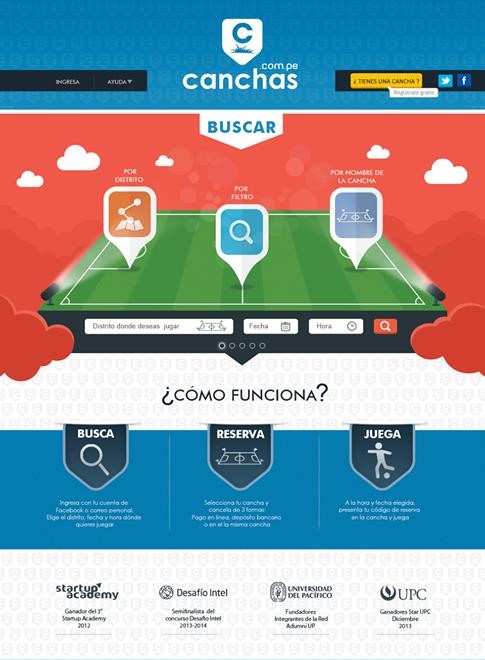 C
.com.pe
canchas
INGRESA
AYUDA
¿ TIENES UNA CANCHA ?
Regístrate gratis
BUSCAR
POR
DISTRITO
POR
FILTRO
POR NOMBRE DE
LA CANCHA
Distrito donde deseas jugar
Fecha
Hora
¿CÓMO FUNCIONA?
BUSCA
RESERVA
JUEGA
Ingresa con tu cuenta de
Facebook o correo personal.
Elige el distrito, fecha y hora dónde
quieres juegar
Selecciona tu cancha y
cancela de 3 formas:
Pago en línea, depósito bancario
o en el la misma cancha
A la hora y fecha elegida,
presenta tu código de reserva
en la cancha y juega
startup
academy
Ganador del 3°
Startup Academy
2012
Desafío Intel
Semifinalista del
concurso Desafío Intel
2013-2014
UNIVERSIDAD
DEL PACÍFICO
Fundadores
Integrantes de la Red
Adumni UP
UPC
Ganadores Star UPC
Diciembre
2013